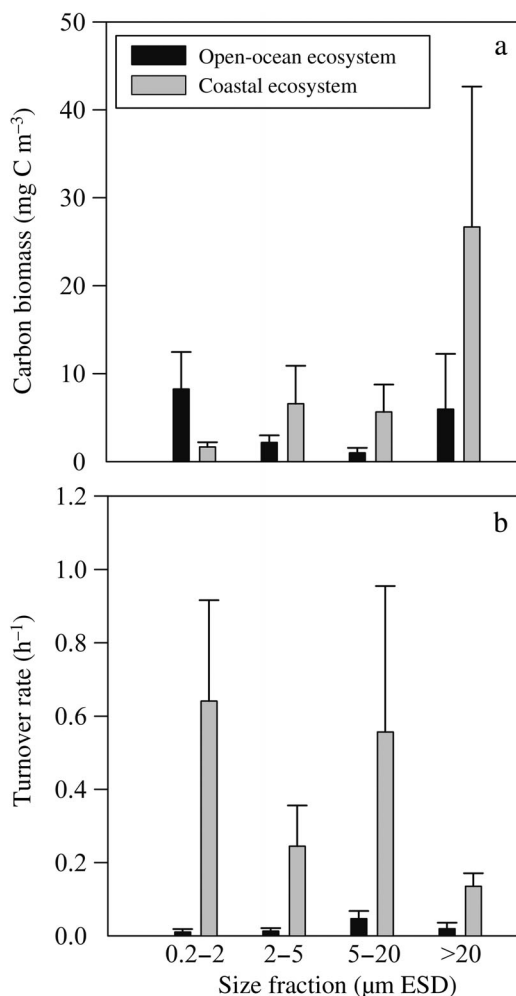 50
a
Open-ocean ecosystem
Coastal ecosystem
40
30
20
10
0
Carbon biomass (mg C m⁻³)
1.2
b
1.0
0.8
0.6
0.4
0.2
0.0
Turnover rate (h⁻¹)
0.2–2 2–5 5–20 >20
Size fraction (μm ESD)